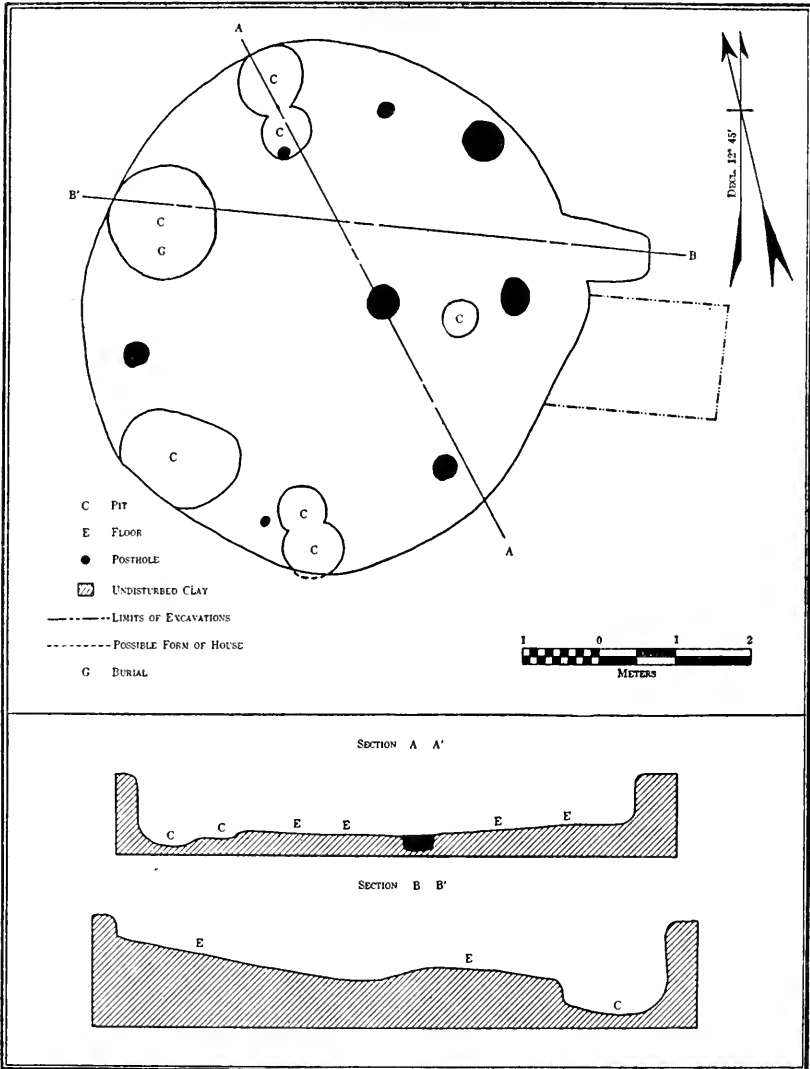 A
C
C
DECL. 12° 45'
B'
C
G
B
C
C
C
C
A
C PIT
E FLOOR
POSTHOLE
UNDISTURBED CLAY
LIMITS OF EXCAVATIONS
POSSIBLE FORM OF HOUSE
G BURIAL
1 0 1 2
METERS
SECTION A A'
C C E E E E
SECTION B B'
E E C